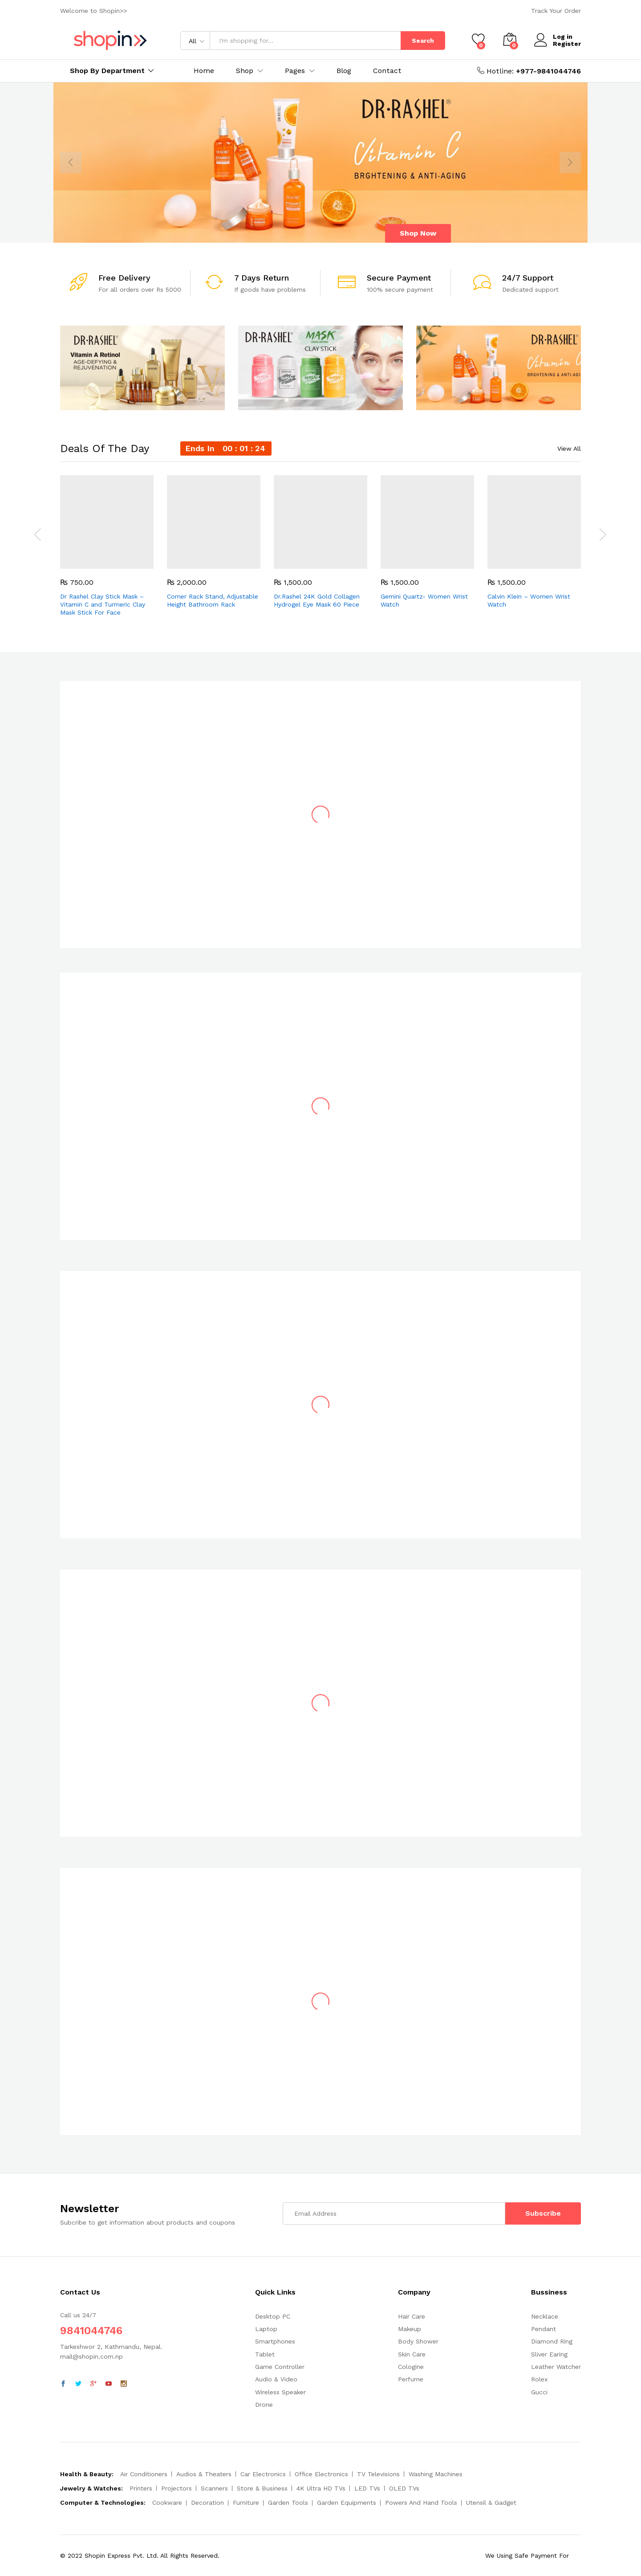 Welcome to Shopin>>
Track Your Order
shopin>>
All
I'm shopping for...
Search
0
0
Log in
Register
Shop By Department
Home
Shop
Pages
Blog
Contact
Hotline: +977-9841044746
DR·RASHEL
Vitamin C
BRGHTENING & ANTI-AGING
Shop Now
Free Delivery
For all orders over Rs 5000
7 Days Return
If goods have problems
Secure Payment
100% secure payment
24/7 Support
Dedicated support
DR·RASHEL
Vitamin A Retinol
AGE-DEFYING &
REJUVENATION
DR·RASHEL
MASK
CLAY STICK
DR·RASHEL
Vitamin C
BRGHTENING & ANTI-AGING
Deals Of The Day
Ends In 00 : 01 : 24
View All
₨ 750.00
Dr Rashel Clay Stick Mask –
Vitamin C and Turmeric Clay
Mask Stick For Face
₨ 2,000.00
Corner Rack Stand, Adjustable
Height Bathroom Rack
₨ 1,500.00
Dr.Rashel 24K Gold Collagen
Hydrogel Eye Mask 60 Piece
₨ 1,500.00
Gemini Quartz- Women Wrist
Watch
₨ 1,500.00
Calvin Klein – Women Wrist
Watch
Newsletter
Subcribe to get information about products and coupons
Email Address
Subscribe
Contact Us
Call us 24/7
9841044746
Tarkeshwor 2, Kathmandu, Nepal.
mail@shopin.com.np
Quick Links
Desktop PC
Laptop
Smartphones
Tablet
Game Controller
Audio & Video
Wireless Speaker
Drone
Company
Hair Care
Makeup
Body Shower
Skin Care
Cologine
Perfume
Bussiness
Necklace
Pendant
Diamond Ring
Sliver Earing
Leather Watcher
Rolex
Gucci
Health & Beauty: Air Conditioners | Audios & Theaters | Car Electronics | Office Electronics | TV Televisions | Washing Machines
Jewelry & Watches: Printers | Projectors | Scanners | Store & Business | 4K Ultra HD TVs | LED TVs | OLED TVs
Computer & Technologies: Cookware | Decoration | Furniture | Garden Tools | Garden Equipments | Powers And Hand Tools | Utensil & Gadget
© 2022 Shopin Express Pvt. Ltd. All Rights Reserved.
We Using Safe Payment For